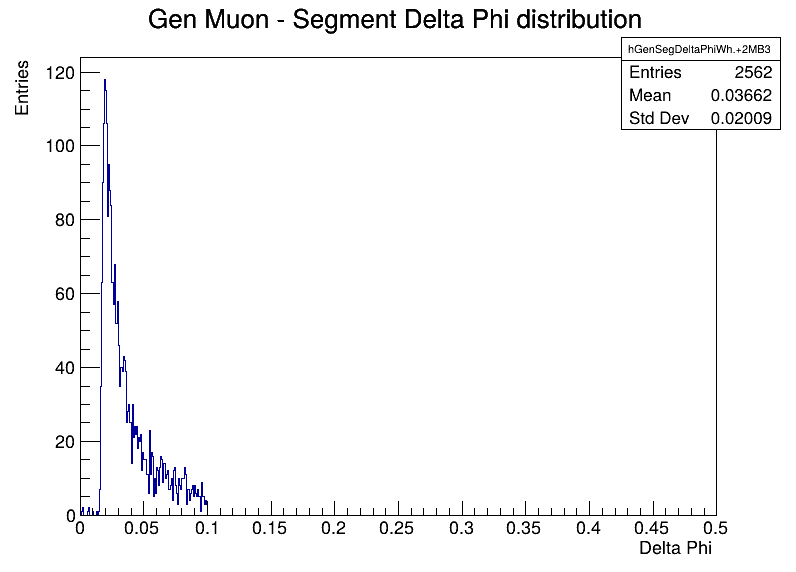 Gen Muon - Segment Delta Phi distribution
hGenSegDeltaPhiWh.+2MB3
Entries 2562
Mean 0.03662
Std Dev 0.02009
Entries
120
100
80
60
40
20
0
0 0.05 0.1 0.15 0.2 0.25 0.3 0.35 0.4 0.45 0.5
Delta Phi